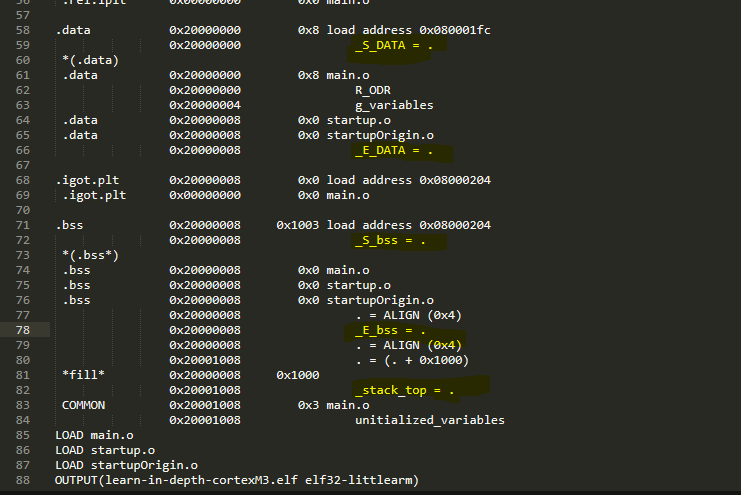 56 .rel.iplt 0x00000000 0x0 main.o
57
58 .data 0x20000000 0x8 load address 0x080001fc
59 0x20000000 _S_DATA = .
60 *(.data)
61 .data 0x20000000 0x8 main.o
62 0x20000000 R_ODR
63 0x20000004 g_variables
64 .data 0x20000008 0x0 startup.o
65 .data 0x20000008 0x0 startupOrigin.o
66 0x20000008 _E_DATA = .
67
68 .igot.plt 0x20000008 0x0 load address 0x08000204
69 .igot.plt 0x00000000 0x0 main.o
70
71 .bss 0x20000008 0x1003 load address 0x08000204
72 0x20000008 _S_bss = .
73 *(.bss*)
74 .bss 0x20000008 0x0 main.o
75 .bss 0x20000008 0x0 startup.o
76 .bss 0x20000008 0x0 startupOrigin.o
77 0x20000008 . = ALIGN (0x4)
78 0x20000008 _E_bss = .
79 0x20000008 . = ALIGN (0x4)
80 0x20001008 . = (. + 0x1000)
81 *fill* 0x20000008 0x1000
82 0x20001008 _stack_top = .
83 COMMON 0x20001008 0x3 main.o
84 0x20001008 unitialized_variables
85 LOAD main.o
86 LOAD startup.o
87 LOAD startupOrigin.o
88 OUTPUT(learn-in-depth-cortexM3.elf elf32-littlearm)